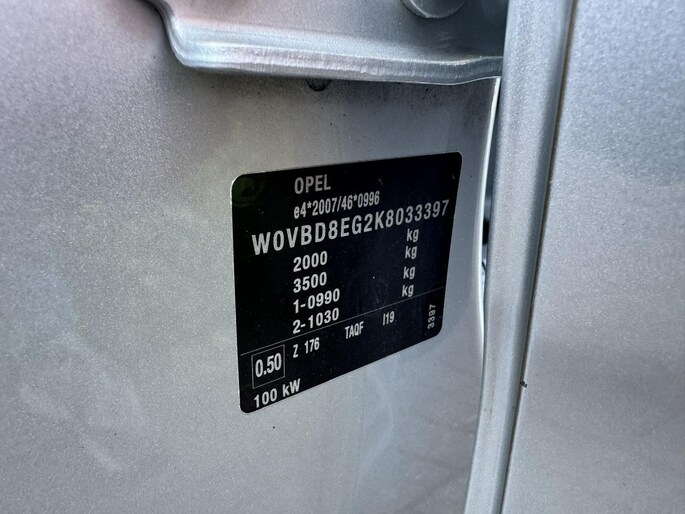 OPEL
e4*2007/46*0996
W0VBD8EG2K8033397
2000 kg
3500 kg
1-0990 kg
2-1030 kg
0.50 Z 176 TAQF I19 3397
100 kW